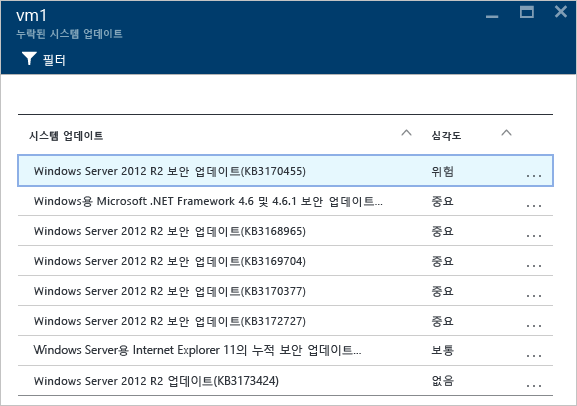 vm1
누락된 시스템 업데이트
필터
시스템 업데이트 심각도
Windows Server 2012 R2 보안 업데이트(KB3170455) 위험 ...
Windows용 Microsoft .NET Framework 4.6 및 4.6.1 보안 업데이트... 중요 ...
Windows Server 2012 R2 보안 업데이트(KB3168965) 중요 ...
Windows Server 2012 R2 보안 업데이트(KB3169704) 중요 ...
Windows Server 2012 R2 보안 업데이트(KB3170377) 중요 ...
Windows Server 2012 R2 보안 업데이트(KB3172727) 중요 ...
Windows Server용 Internet Explorer 11의 누적 보안 업데이트... 보통 ...
Windows Server 2012 R2 업데이트(KB3173424) 없음 ...